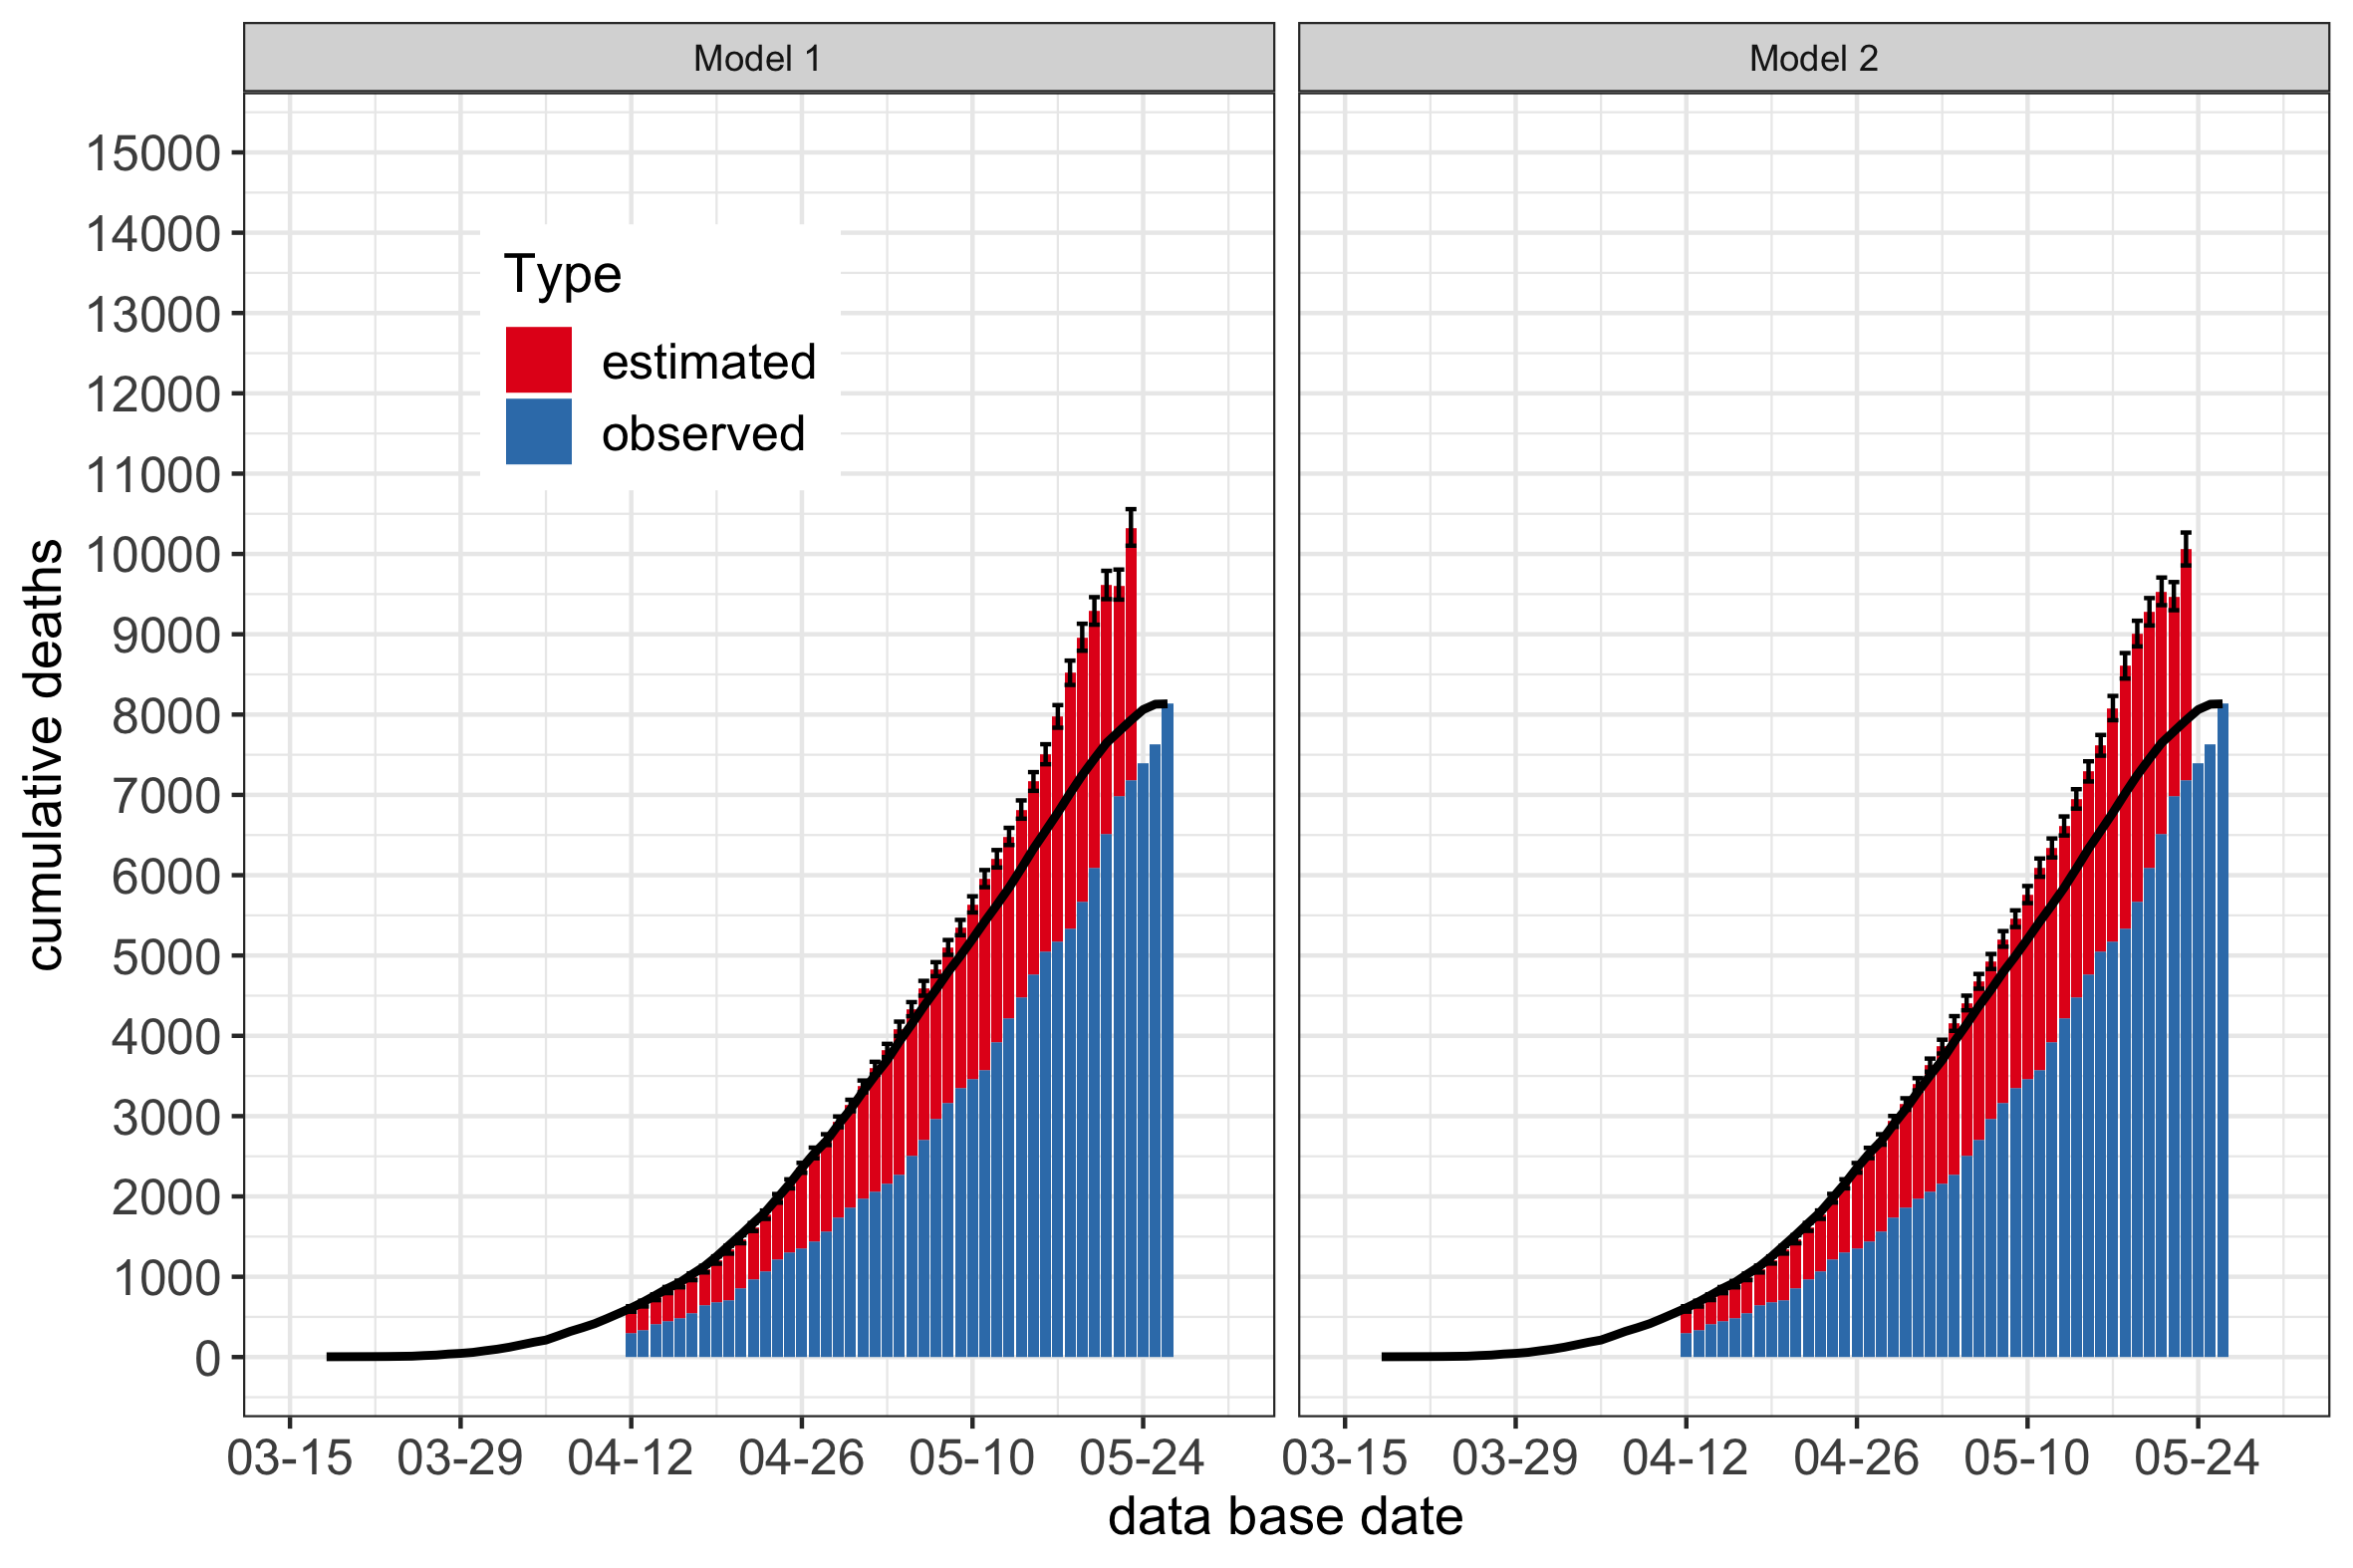 Model 1
Model 2
cumulative deaths
15000
14000
13000
12000
11000
10000
9000
8000
7000
6000
5000
4000
3000
2000
1000
0
Type
estimated
observed
03-15 03-29 04-12 04-26 05-10 05-24
03-15 03-29 04-12 04-26 05-10 05-24
data base date